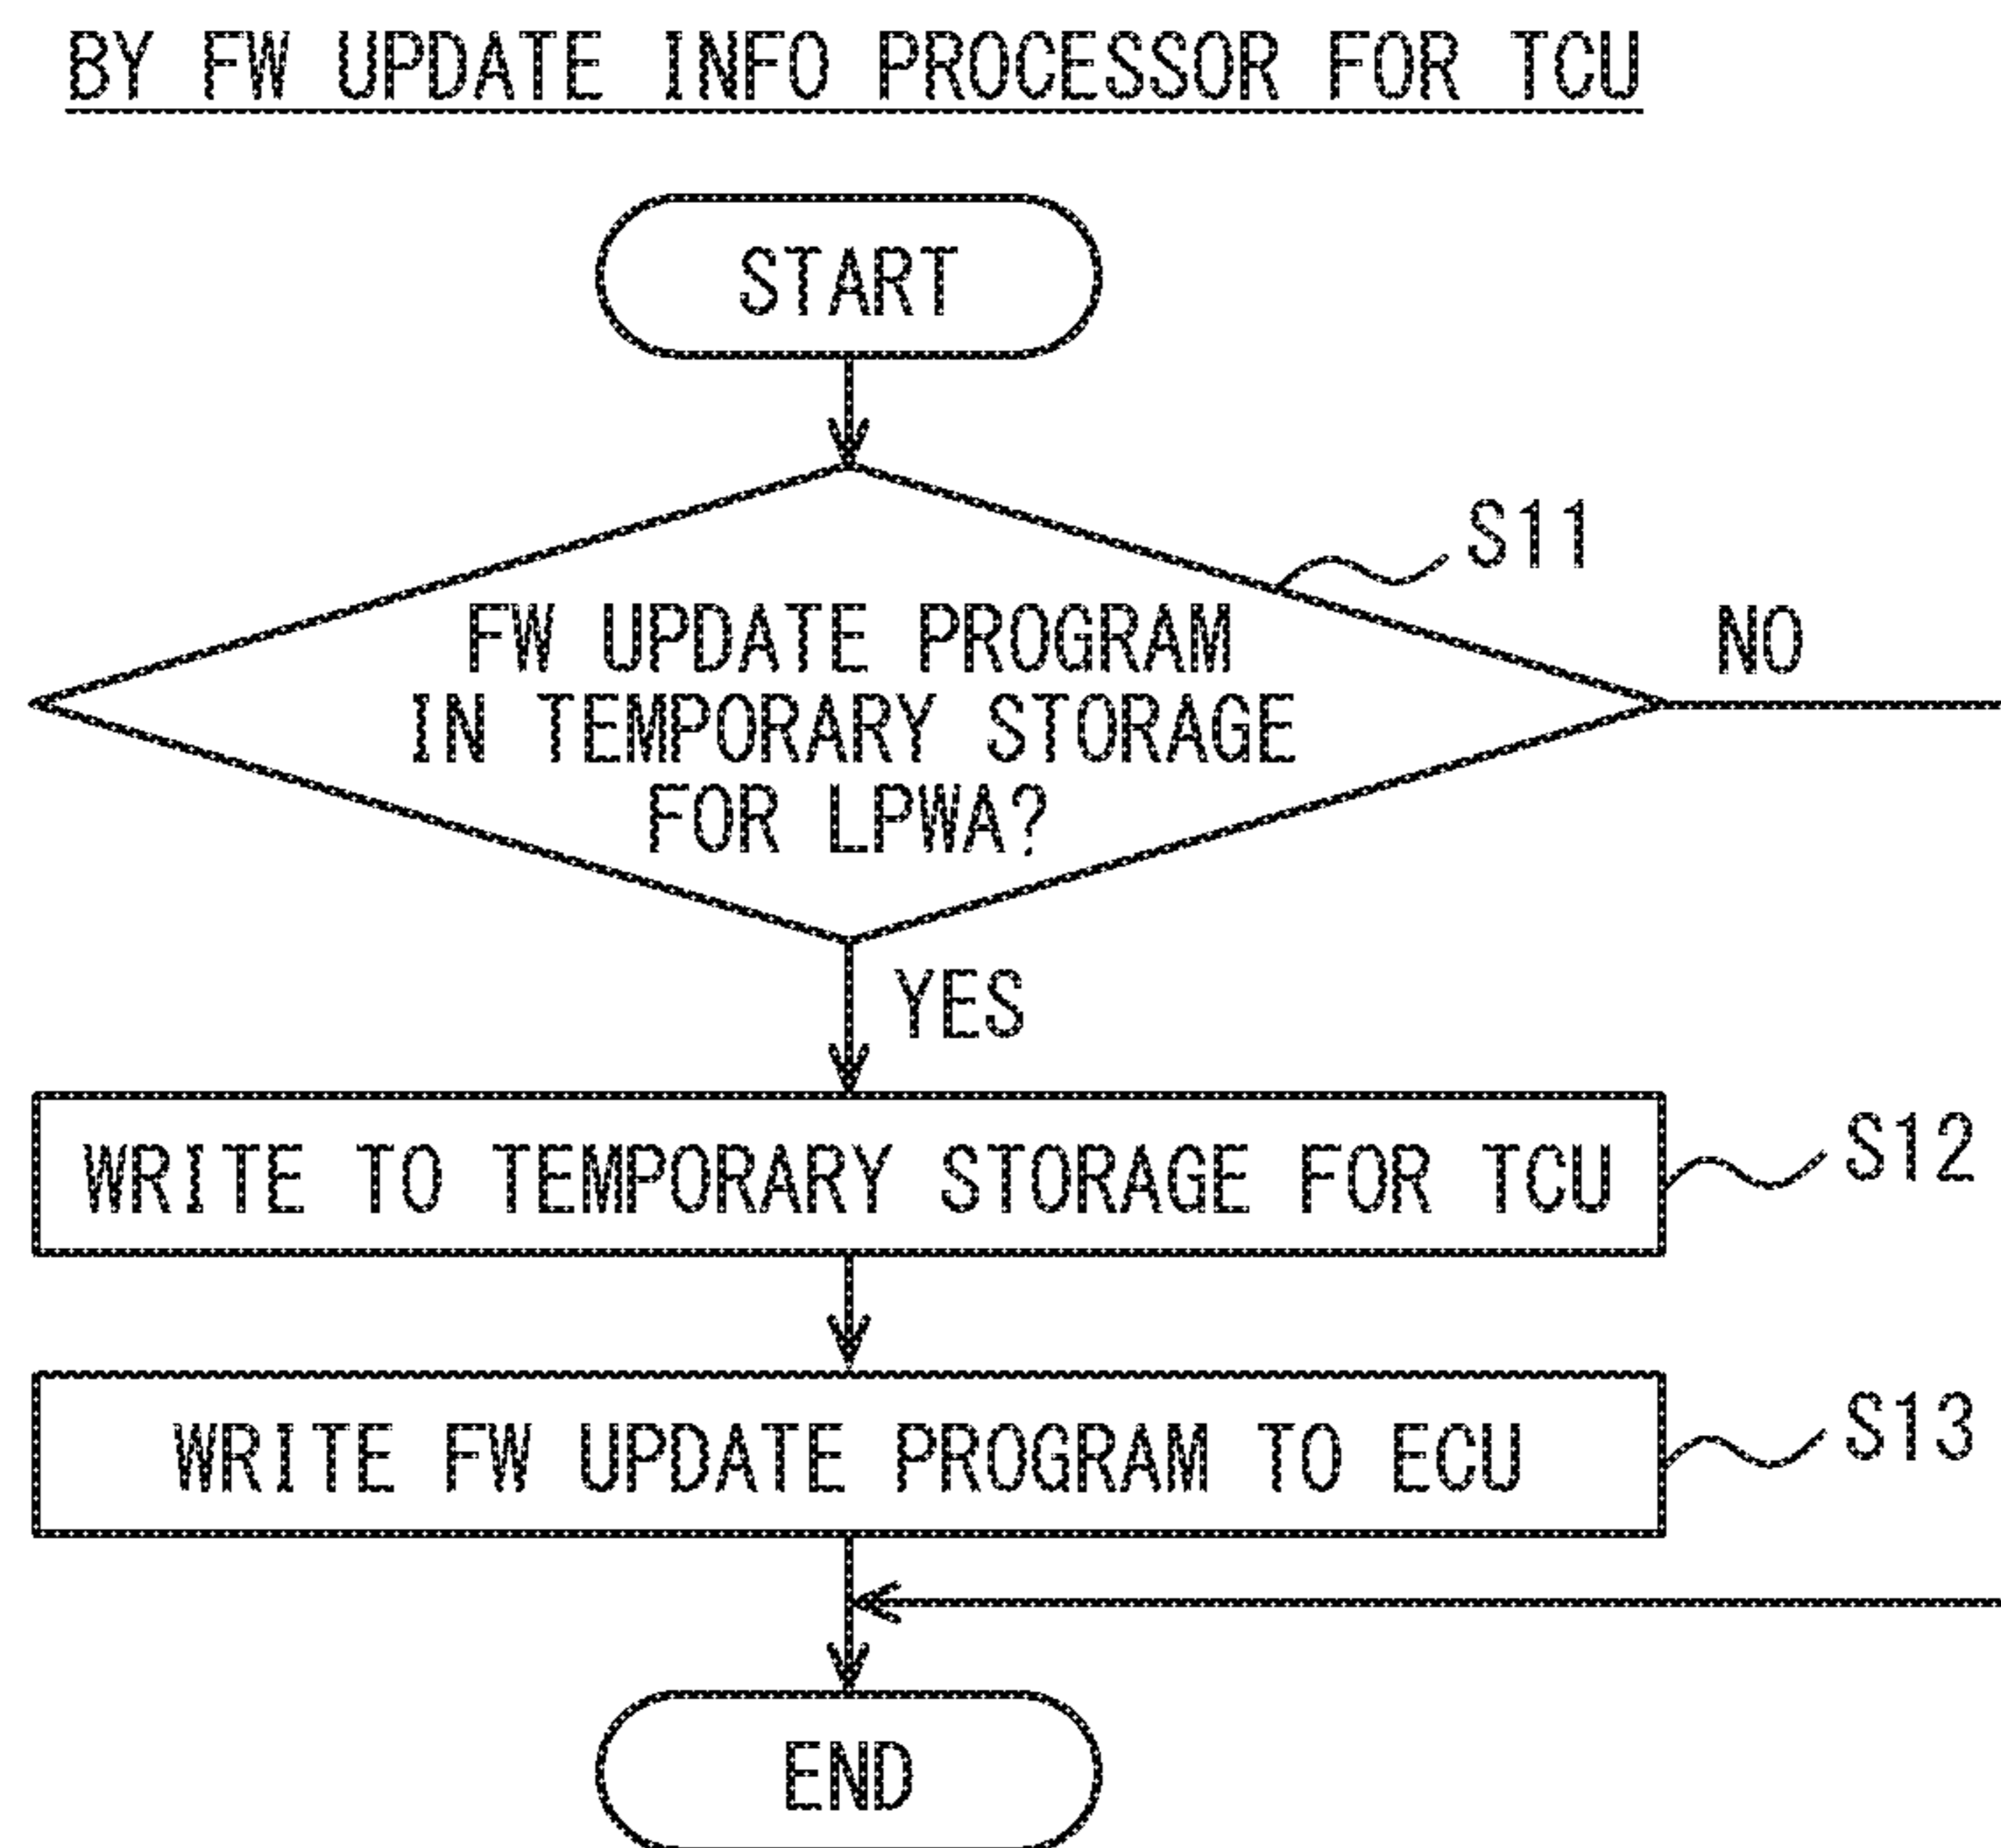 BY FW UPDATE INFO PROCESSOR FOR TCU
START
S11
FW UPDATE PROGRAM
IN TEMPORARY STORAGE
FOR LPWA?
NO
YES
WRITE TO TEMPORARY STORAGE FOR TCU
S12
WRITE FW UPDATE PROGRAM TO ECU
S13
END